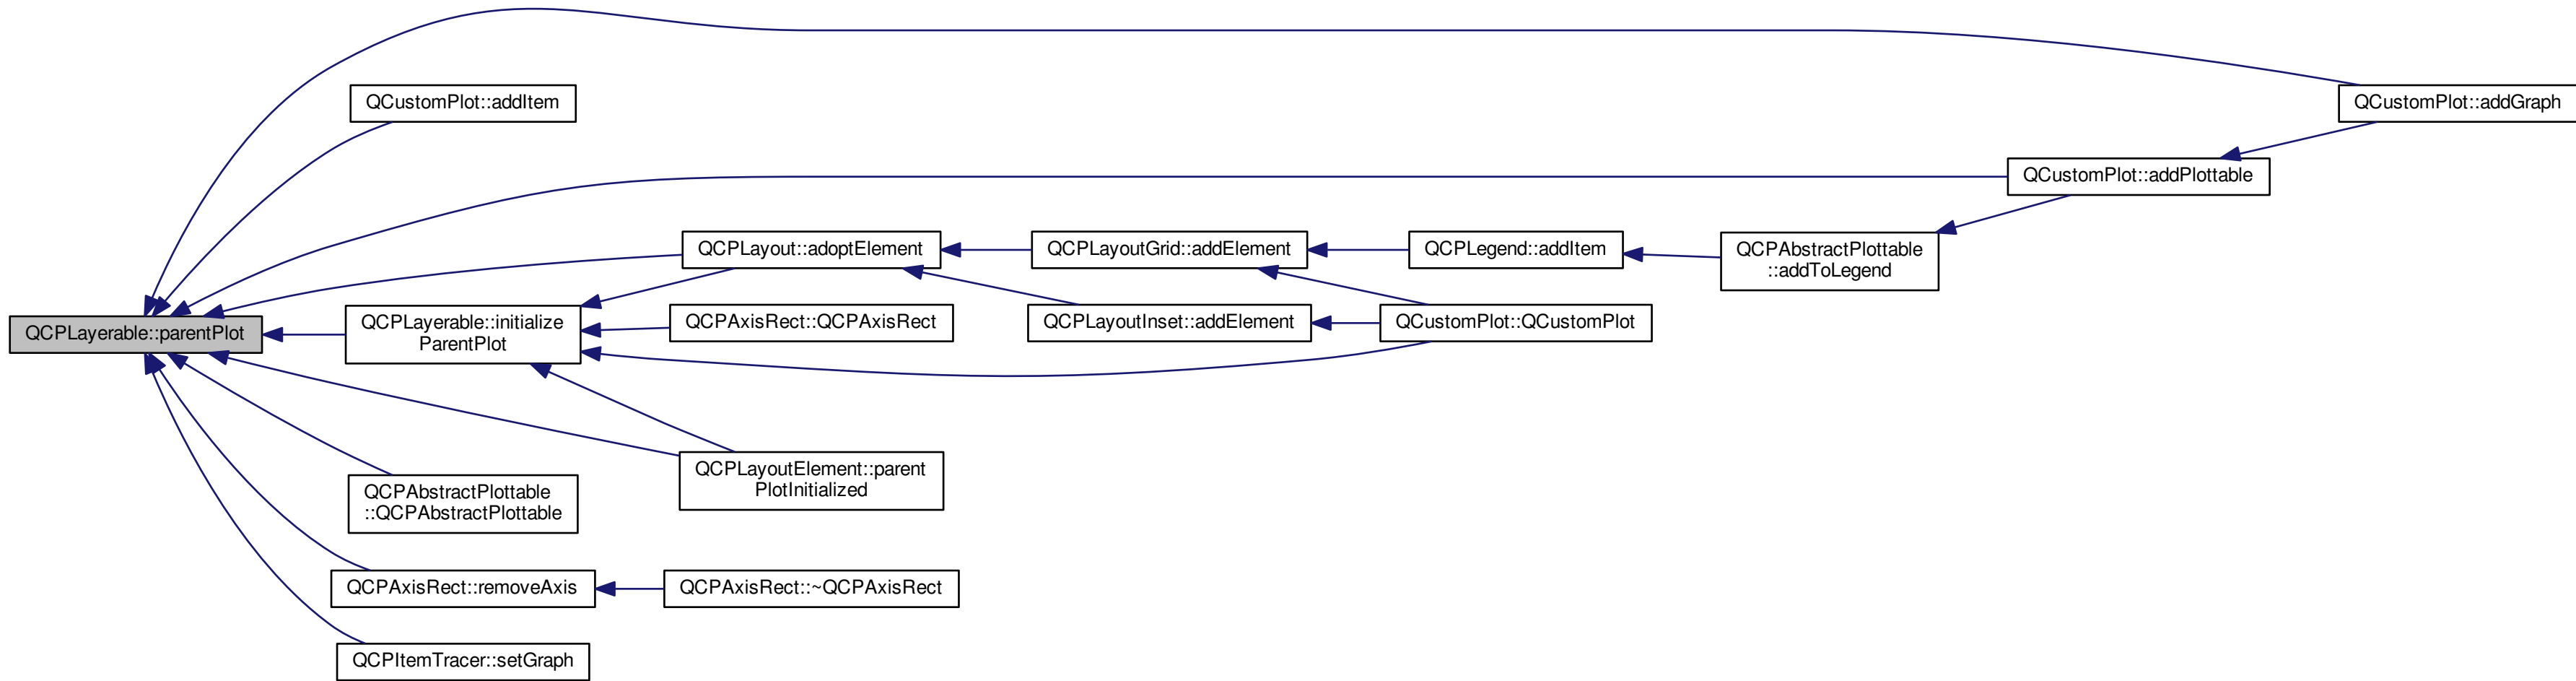 QCustomPlot::addItem
QCustomPlot::addGraph
QCustomPlot::addPlottable
QCPLayout::adoptElement
QCPLayoutGrid::addElement
QCPLegend::addItem
QCPAbstractPlottable
::addToLegend
QCPLayerable::parentPlot
QCPLayerable::initialize
ParentPlot
QCPAxisRect::QCPAxisRect
QCPLayoutInset::addElement
QCustomPlot::QCustomPlot
QCPLayoutElement::parent
PlotInitialized
QCPAbstractPlottable
::QCPAbstractPlottable
QCPAxisRect::removeAxis
QCPAxisRect::~QCPAxisRect
QCPItemTracer::setGraph